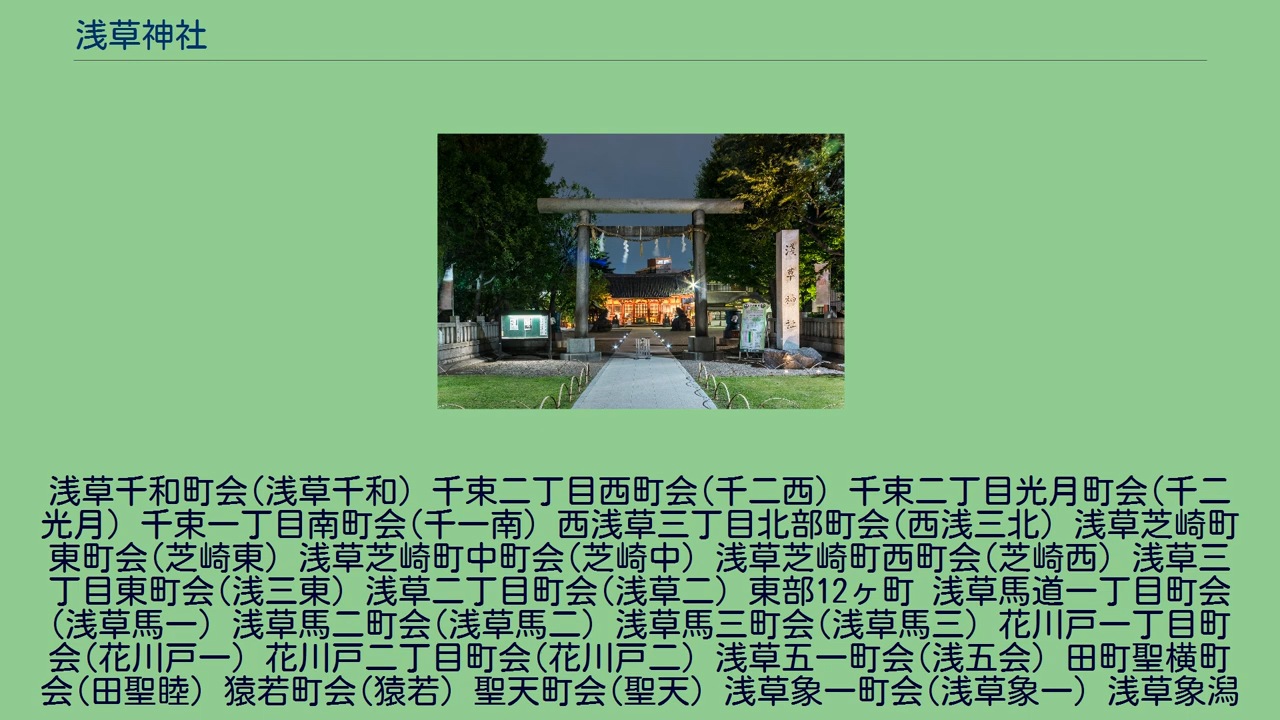 浅草神社
浅草神社
浅草千和町会(浅草千和) 千束二丁目西町会(千二西) 千束二丁目光月町会(千二
光月) 千束一丁目南町会(千一南) 西浅草三丁目北部町会(西浅三北) 浅草芝崎町
東町会(芝崎東) 浅草芝崎町中町会(芝崎中) 浅草芝崎町西町会(芝崎西) 浅草三
丁目東町会(浅三東) 浅草二丁目町会(浅草二) 東部12ヶ町 浅草馬道一丁目町会
(浅草馬一) 浅草馬二町会(浅草馬二) 浅草馬三町会(浅草馬三) 花川戸一丁目町
会(花川戸一) 花川戸二丁目町会(花川戸二) 浅草五一町会(浅五会) 田町聖横町
会(田聖睦) 猿若町会(猿若) 聖天町会(聖天) 浅草象一町会(浅草象一) 浅草象潟